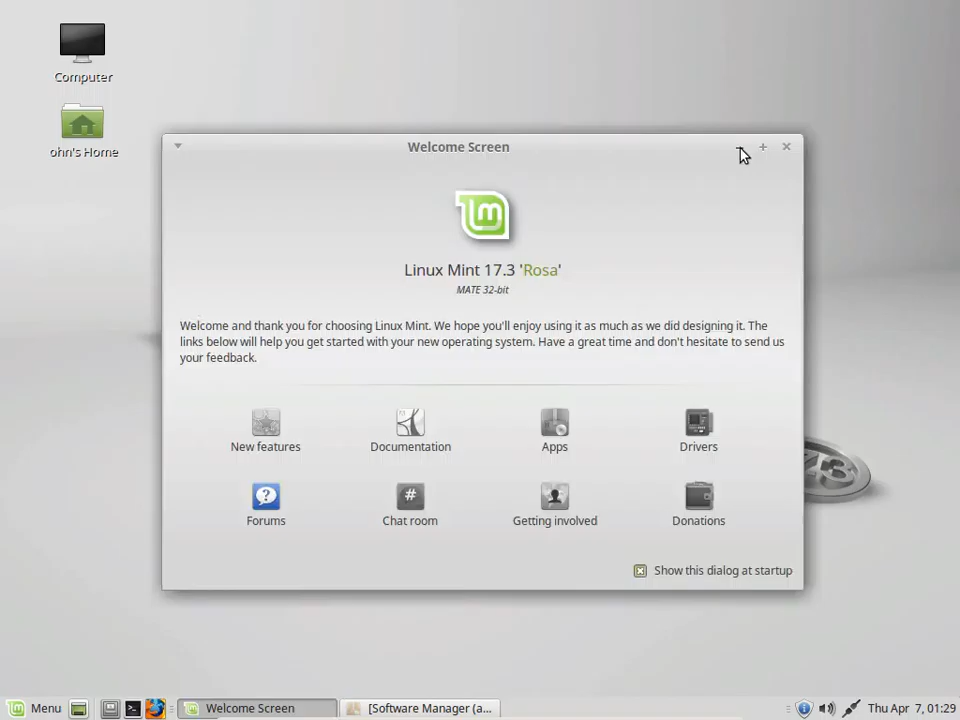 Computer
ohn's Home
Welcome Screen
Linux Mint 17.3 'Rosa'
MATE 32-bit
Welcome and thank you for choosing Linux Mint. We hope you'll enjoy using it as much as we did designing it. The
links below will help you get started with your new operating system. Have a great time and don't hesitate to send us
your feedback.
New features
Documentation
Apps
Drivers
Forums
Chat room
Getting involved
Donations
Show this dialog at startup
Menu
Welcome Screen
[Software Manager (a...
Thu Apr 7, 01:29